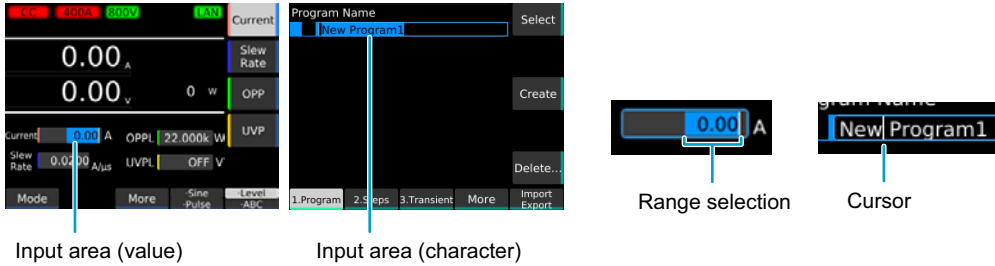 CC 400A 800V LAN
Current
0.00 A
Slew
Rate
0.00 V 0 W
OPP
Current 0.00 A OPPL 22.000k W
UVP
Slew
Rate 0.0200 A/μs UVPL OFF V
Mode More -Sine
-Pulse -Level
-ABC
Program Name
New Program1
Select
Create
Delete...
1.Program 2.Steps 3.Transient More Import
Export
0.00 A
gram Name
New Program1
Range selection
Cursor
Input area (value)
Input area (character)